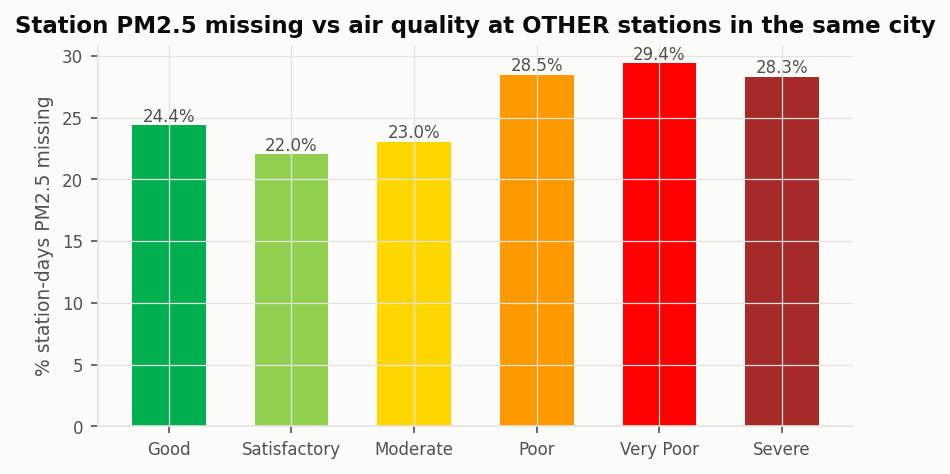 Station PM2.5 missing vs air quality at OTHER stations in the same city
% station-days PM2.5 missing
30
25
20
15
10
5
0
24.4%
22.0%
23.0%
28.5%
29.4%
28.3%
Good
Satisfactory
Moderate
Poor
Very Poor
Severe